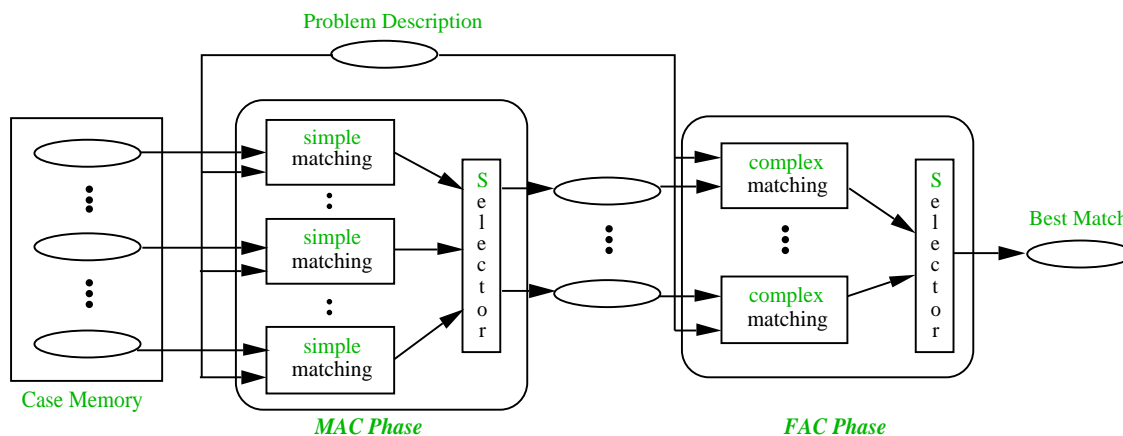 Problem Description
simple
matching
simple
matching
simple
matching
Selector
Case Memory
MAC Phase
complex
matching
complex
matching
Selector
FAC Phase
Best Match